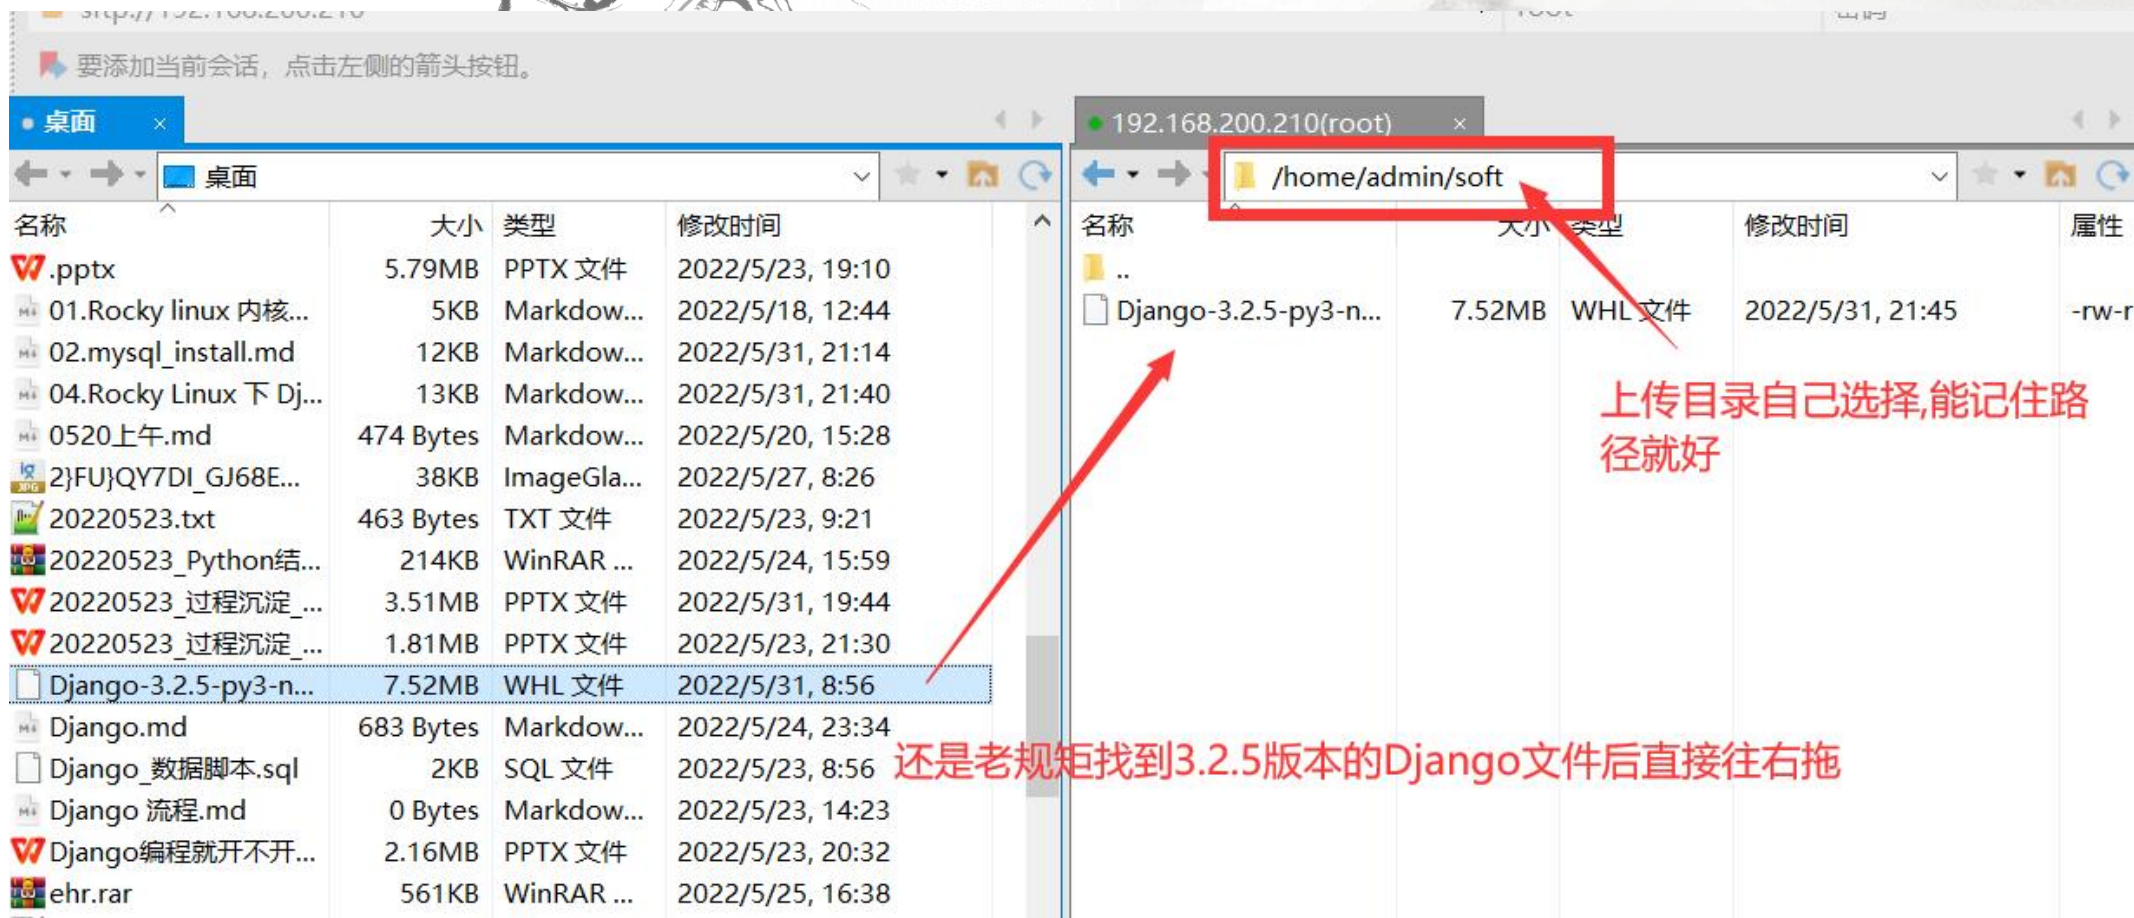 sftp://192.168.200.210 root 密码
要添加当前会话，点击左侧的箭头按钮。
桌面 ×
192.168.200.210(root) ×
桌面
/home/admin/soft
名称 大小 类型 修改时间
.pptx 5.79MB PPTX 文件 2022/5/23, 19:10
01.Rocky linux 内核... 5KB Markdow... 2022/5/18, 12:44
02.mysql_install.md 12KB Markdow... 2022/5/31, 21:14
04.Rocky Linux 下 Dj... 13KB Markdow... 2022/5/31, 21:40
0520上午.md 474 Bytes Markdow... 2022/5/20, 15:28
2}FU}QY7DI_GJ68E... 38KB ImageGla... 2022/5/27, 8:26
20220523.txt 463 Bytes TXT 文件 2022/5/23, 9:21
20220523_Python结... 214KB WinRAR ... 2022/5/24, 15:59
20220523_过程沉淀_... 3.51MB PPTX 文件 2022/5/31, 19:44
20220523_过程沉淀_... 1.81MB PPTX 文件 2022/5/23, 21:30
Django-3.2.5-py3-n... 7.52MB WHL 文件 2022/5/31, 8:56
Django.md 683 Bytes Markdow... 2022/5/24, 23:34
Django_数据脚本.sql 2KB SQL 文件 2022/5/23, 8:56
Django 流程.md 0 Bytes Markdow... 2022/5/23, 14:23
Django编程就开不开... 2.16MB PPTX 文件 2022/5/23, 20:32
ehr.rar 561KB WinRAR ... 2022/5/25, 16:38
名称 大小 类型 修改时间 属性
..
Django-3.2.5-py3-n... 7.52MB WHL 文件 2022/5/31, 21:45 -rw-r
上传目录自己选择,能记住路
径就好
还是老规矩找到3.2.5版本的Django文件后直接往右拖